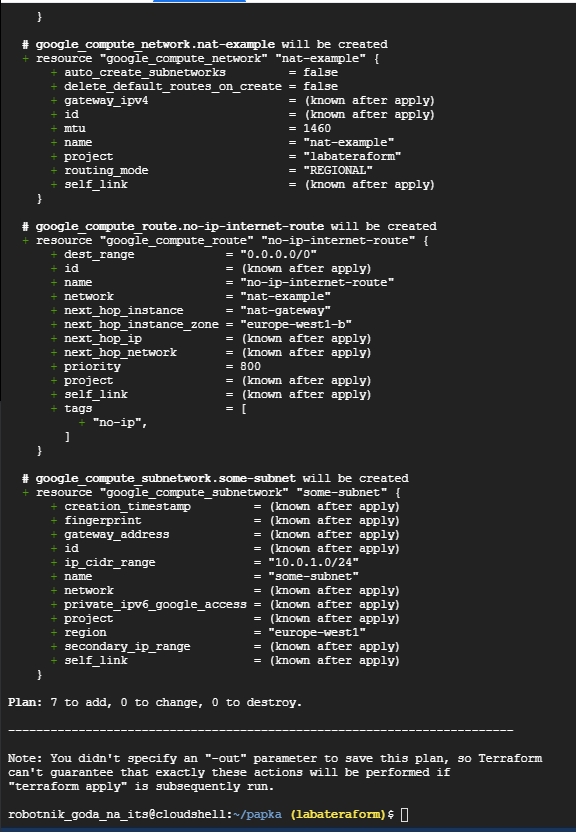 }

  # google_compute_network.nat-example will be created
  + resource "google_compute_network" "nat-example" {
      + auto_create_subnetworks         = false
      + delete_default_routes_on_create = false
      + gateway_ipv4                    = (known after apply)
      + id                              = (known after apply)
      + mtu                             = 1460
      + name                            = "nat-example"
      + project                         = "labateraform"
      + routing_mode                    = "REGIONAL"
      + self_link                       = (known after apply)
    }

  # google_compute_route.no-ip-internet-route will be created
  + resource "google_compute_route" "no-ip-internet-route" {
      + dest_range             = "0.0.0.0/0"
      + id                     = (known after apply)
      + name                   = "no-ip-internet-route"
      + network                = "nat-example"
      + next_hop_instance      = "nat-gateway"
      + next_hop_instance_zone = "europe-west1-b"
      + next_hop_ip            = (known after apply)
      + next_hop_network       = (known after apply)
      + priority               = 800
      + project                = (known after apply)
      + self_link              = (known after apply)
      + tags                   = [
          + "no-ip",
        ]
    }

  # google_compute_subnetwork.some-subnet will be created
  + resource "google_compute_subnetwork" "some-subnet" {
      + creation_timestamp         = (known after apply)
      + fingerprint                = (known after apply)
      + gateway_address            = (known after apply)
      + id                         = (known after apply)
      + ip_cidr_range              = "10.0.1.0/24"
      + name                       = "some-subnet"
      + network                    = (known after apply)
      + private_ipv6_google_access = (known after apply)
      + project                    = (known after apply)
      + region                     = "europe-west1"
      + secondary_ip_range         = (known after apply)
      + self_link                  = (known after apply)
    }

Plan: 7 to add, 0 to change, 0 to destroy.

------------------------------------------------------------------------

Note: You didn't specify an "-out" parameter to save this plan, so Terraform
can't guarantee that exactly these actions will be performed if
"terraform apply" is subsequently run.

robotnik_goda_na_its@cloudshell:~/papka (labateraform)$